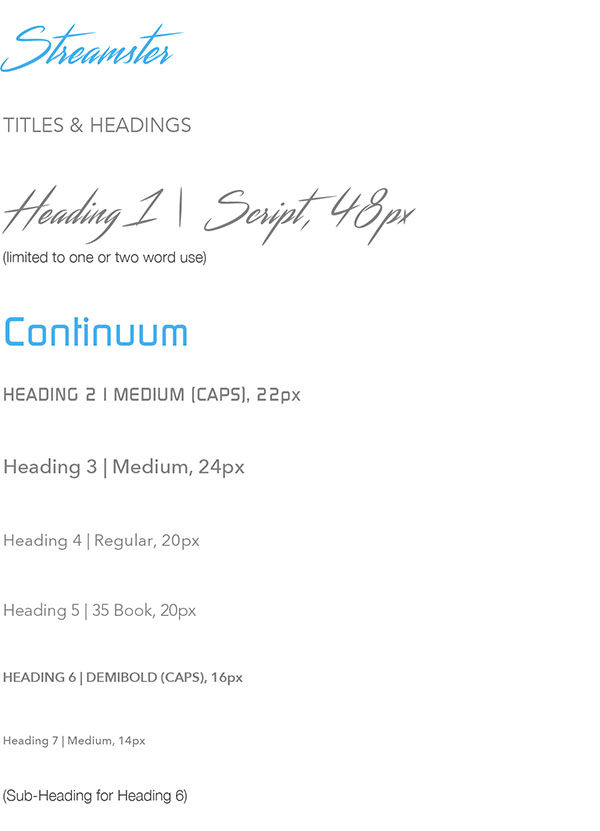 Streamster
TITLES & HEADINGS
Heading 1 | Script, 48px
(limited to one or two word use)
Continuum
HEADING 2 | MEDIUM (CAPS), 22px
Heading 3 | Medium, 24px
Heading 4 | Regular, 20px
Heading 5 | 35 Book, 20px
HEADING 6 | DEMIBOLD (CAPS), 16px
Heading 7 | Medium, 14px
(Sub-Heading for Heading 6)